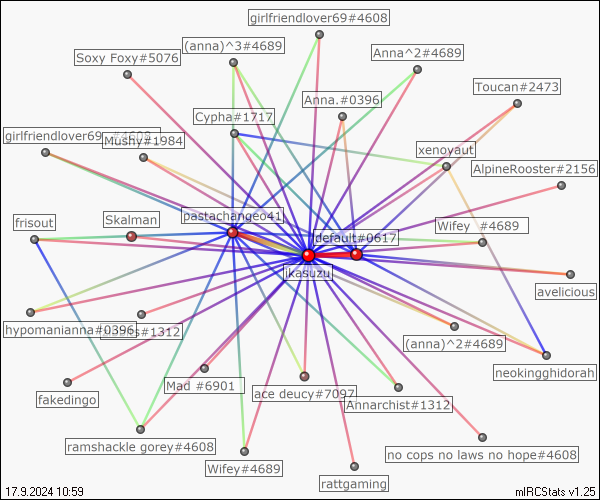 girlfriendlover69#4608
(anna)^3#4689
Anna^2#4689
Soxy Foxy#5076
Toucan#2473
Anna.#0396
Cypha#1717
girlfriendlover69
Mushy#1984
xenoyaut
AlpineRooster#2156
pastachangeo41
frisout
Skalman
Wifey #4689
default#0617
ikasuzu
avelicious
hypomanianna#0396
#1312
(anna)^2#4689
neokingghidorah
Mad #6901
ace deucy#7097
fakedingo
Annarchist#1312
ramshackle gorey#4608
no cops no laws no hope#4608
Wifey#4689
rattgaming
17.9.2024 10:59
mIRCStats v1.25